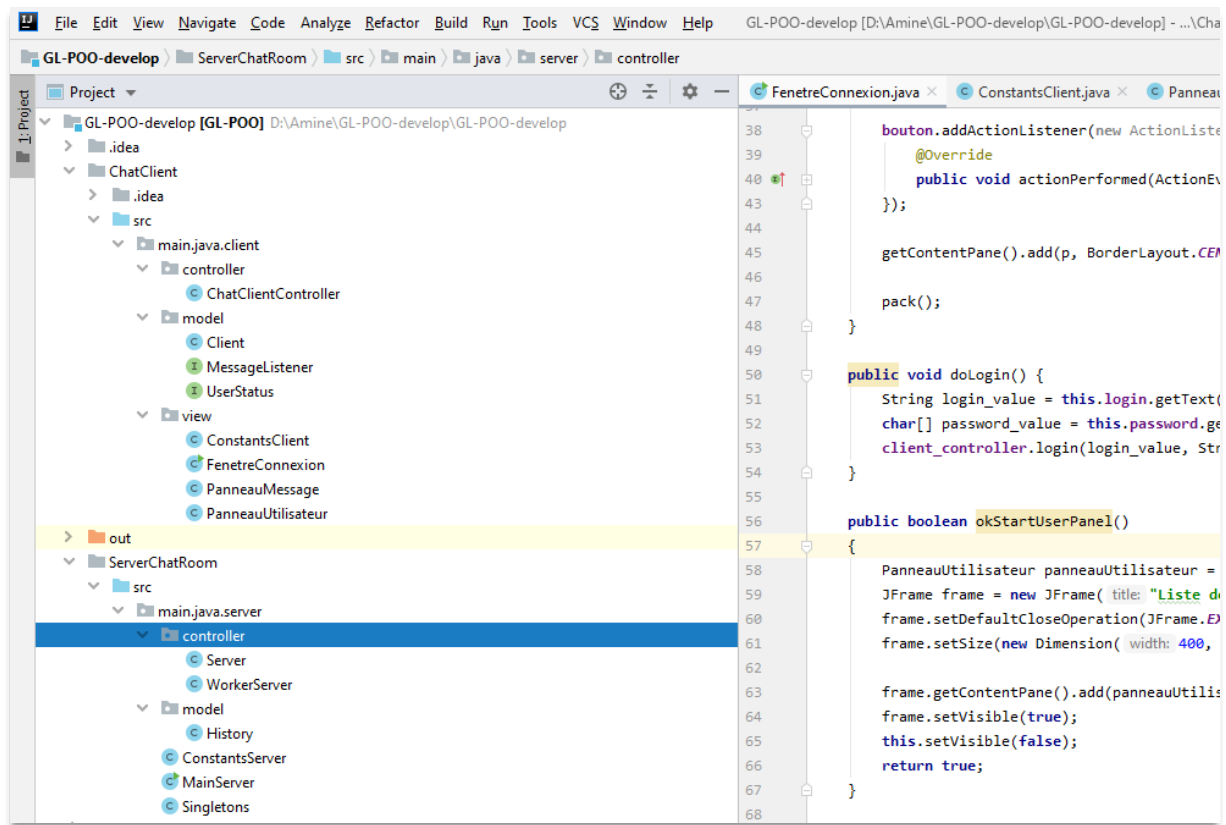 File Edit View Navigate Code Analyze Refactor Build Run Tools VCS Window Help GL-POO-develop [D:\Amine\GL-POO-develop\GL-POO-develop] - ...\Cha
GL-POO-develop ServerChatRoom src main java server controller
1: Project
Project
GL-POO-develop [GL-POO] D:\Amine\GL-POO-develop\GL-POO-develop
.idea
ChatClient
.idea
src
main.java.client
controller
ChatClientController
model
Client
MessageListener
UserStatus
view
ConstantsClient
FenetreConnexion
PanneauMessage
PanneauUtilisateur
out
ServerChatRoom
src
main.java.server
controller
Server
WorkerServer
model
History
ConstantsServer
MainServer
Singletons
FenetreConnexion.java ConstantsClient.java Panneau
38 bouton.addActionListener(new ActionListe
39 @Override
40 public void actionPerformed(ActionEv
43 });
44
45 getContentPane().add(p, BorderLayout.CEN
46
47 pack();
48 }
49
50 public void doLogin() {
51 String login_value = this.login.getText(
52 char[] password_value = this.password.ge
53 client_controller.login(login_value, Str
54 }
55
56 public boolean okStartUserPanel()
57 {
58 PanneauUtilisateur panneauUtilisateur =
59 JFrame frame = new JFrame( title: "Liste de
60 frame.setDefaultCloseOperation(JFrame.EX
61 frame.setSize(new Dimension( width: 400,
62
63 frame.getContentPane().add(panneauUtilis
64 frame.setVisible(true);
65 this.setVisible(false);
66 return true;
67 }
68